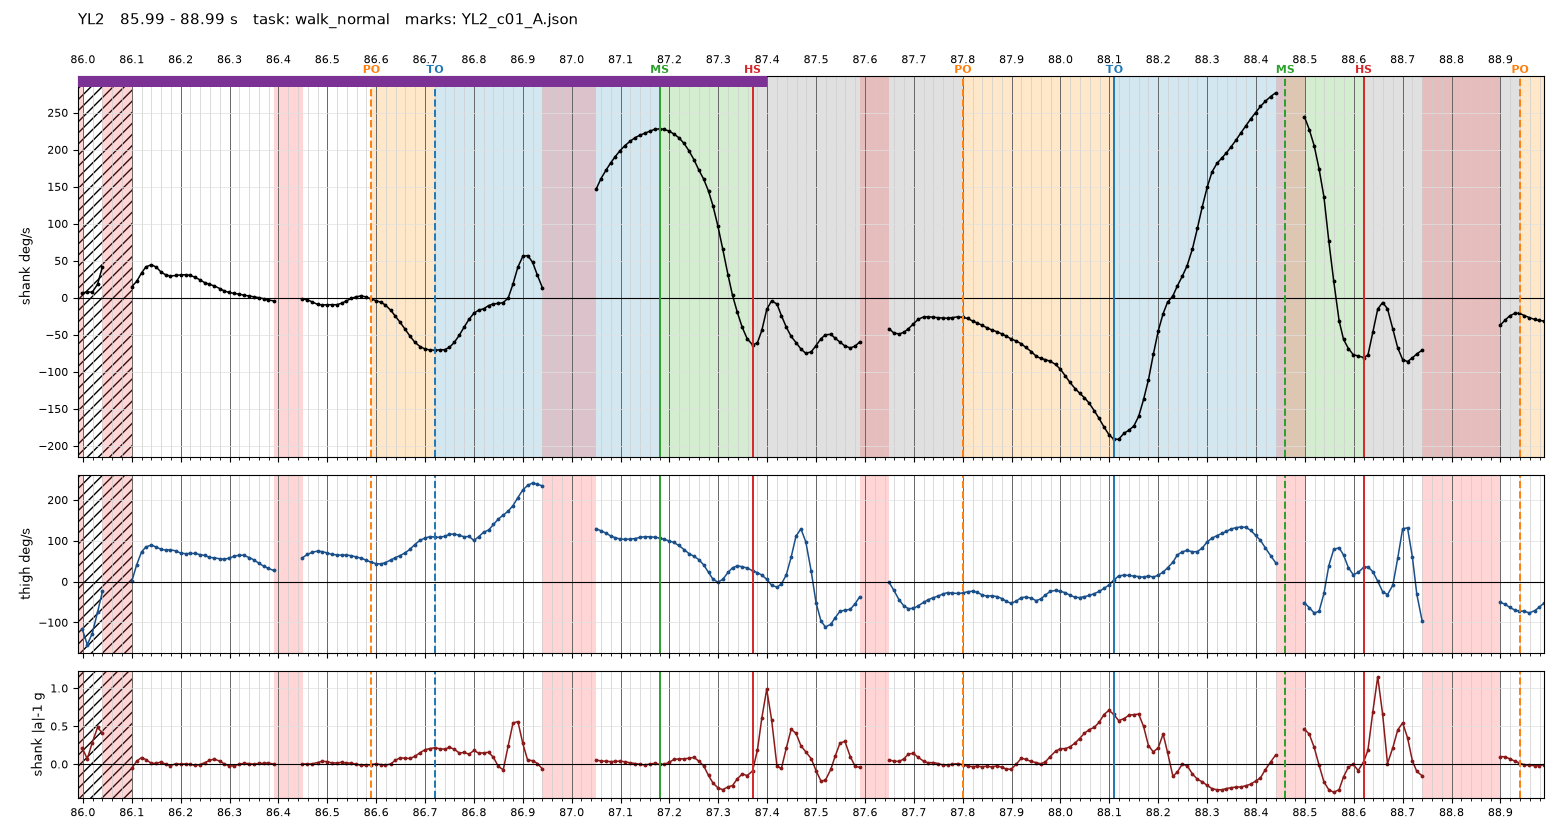 YL2 85.99 - 88.99 s task: walk_normal marks: YL2_c01_A.json
86.0 86.1 86.2 86.3 86.4 86.5 86.6 86.7 86.8 86.9 87.0 87.1 87.2 87.3 87.4 87.5 87.6 87.7 87.8 87.9 88.0 88.1 88.2 88.3 88.4 88.5 88.6 88.7 88.8 88.9
PO TO MS HS PO TO MS HS PO
shank deg/s
250
200
150
100
50
0
−50
−100
−150
−200
thigh deg/s
200
100
0
−100
shank |a|-1 g
1.0
0.5
0.0
86.0 86.1 86.2 86.3 86.4 86.5 86.6 86.7 86.8 86.9 87.0 87.1 87.2 87.3 87.4 87.5 87.6 87.7 87.8 87.9 88.0 88.1 88.2 88.3 88.4 88.5 88.6 88.7 88.8 88.9